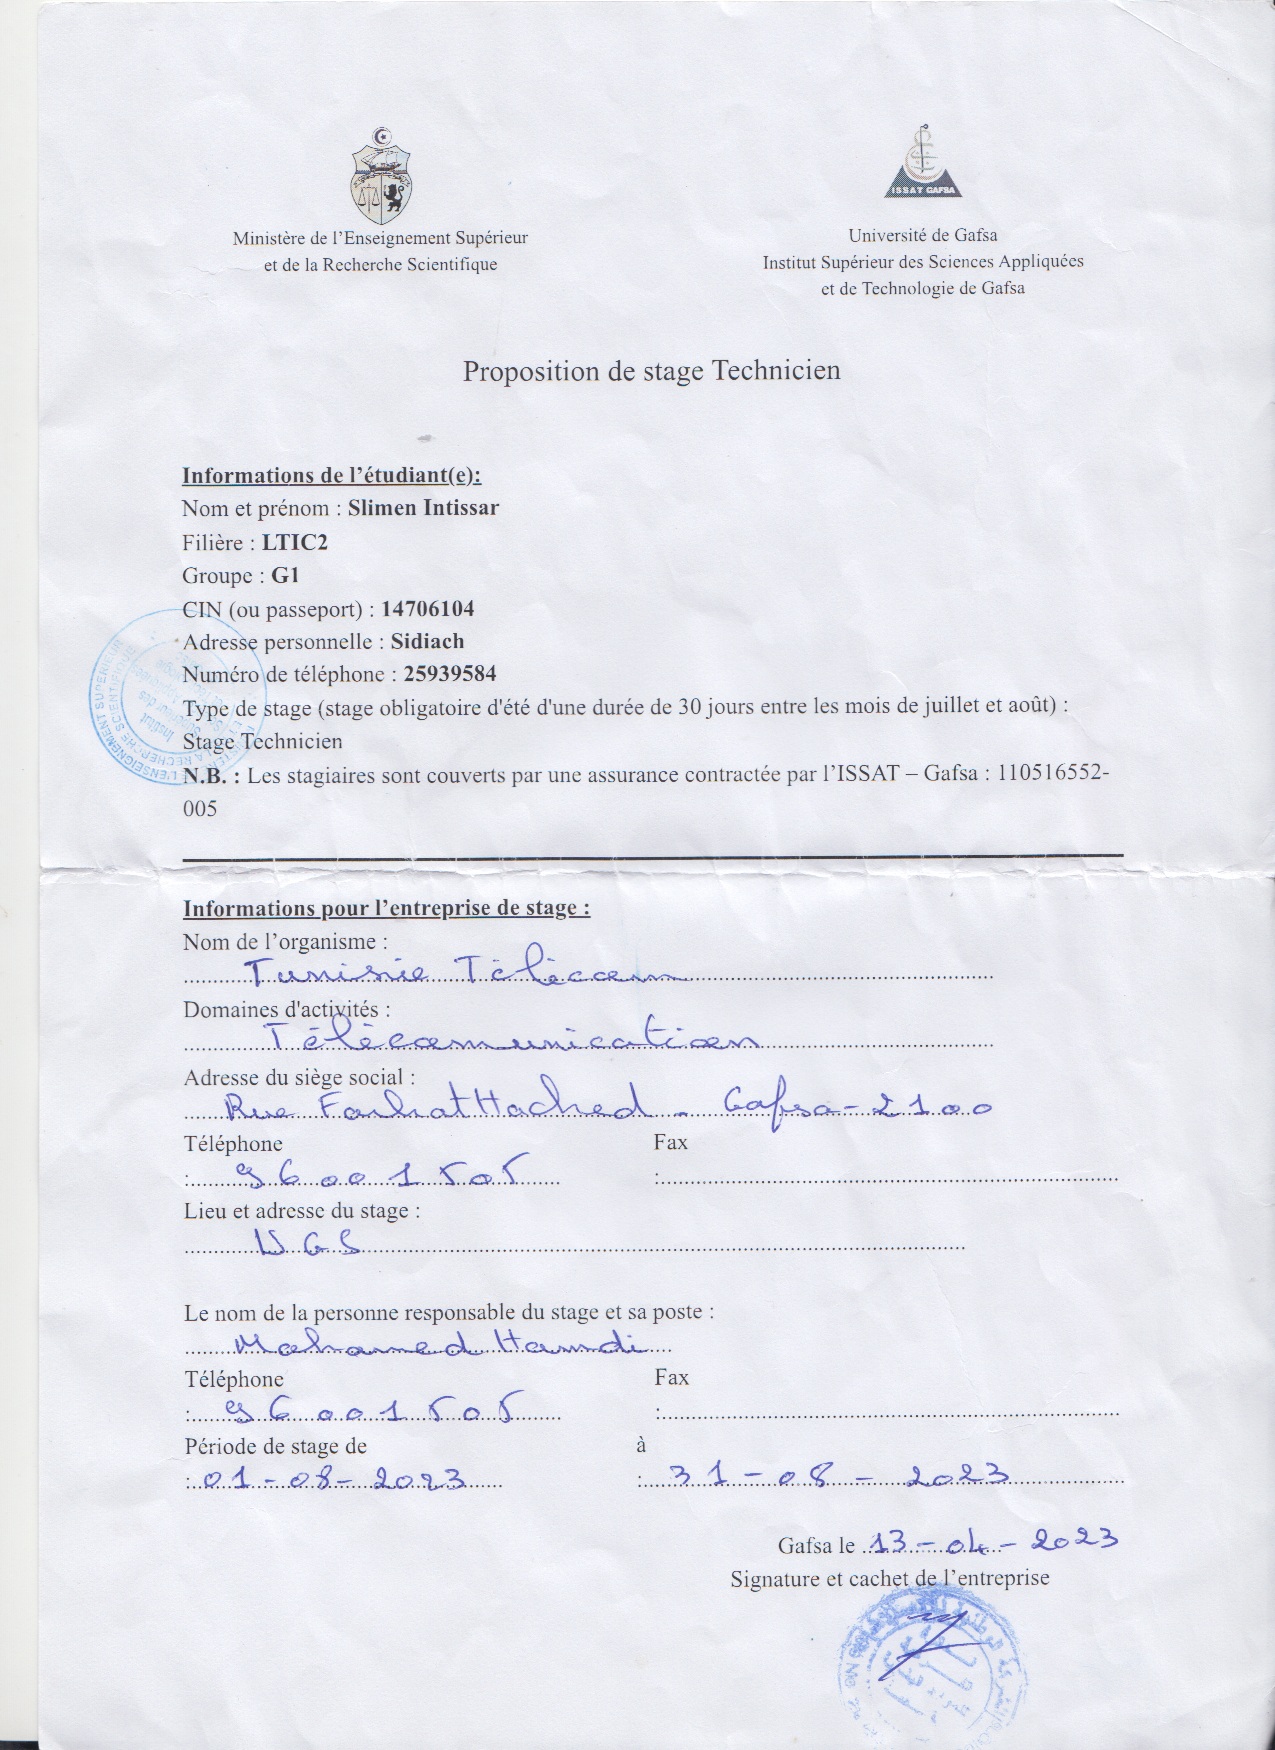 ISSAT GAFSA
Ministère de l'Enseignement Supérieur
et de la Recherche Scientifique
Université de Gafsa
Institut Supérieur des Sciences Appliquées
et de Technologie de Gafsa
Proposition de stage Technicien
Informations de l'étudiant(e):
Nom et prénom : Slimen Intissar
Filière : LTIC2
Groupe : G1
CIN (ou passeport) : 14706104
Adresse personnelle : Sidiach
Numéro de téléphone : 25939584
Type de stage (stage obligatoire d'été d'une durée de 30 jours entre les mois de juillet et août) :
Stage Technicien
N.B. : Les stagiaires sont couverts par une assurance contractée par l'ISSAT – Gafsa : 110516552-
005
Informations pour l'entreprise de stage :
Nom de l'organisme :
Tunisie Télécom
Domaines d'activités :
Télécomunication
Adresse du siège social :
Rue Farhat Hached - Gafsa - 2100
Téléphone Fax
: 96001505 :
Lieu et adresse du stage :
Le nom de la personne responsable du stage et sa poste :
Mohamed Hamdi
Téléphone Fax
: 96001505 :
Période de stage de à
: 01-08-2023 : 31-08-2023
Gafsa le 13-04-2023
Signature et cachet de l'entreprise